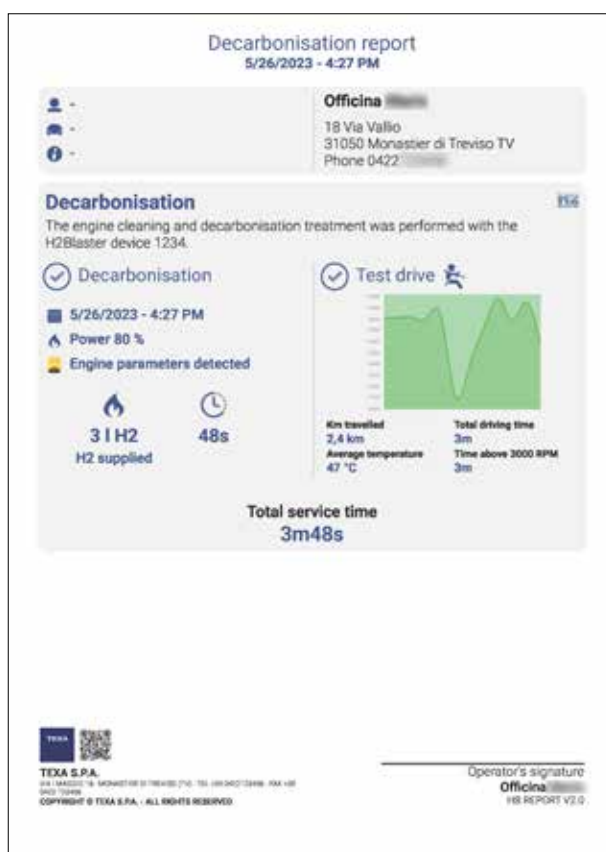 Decarbonisation report
5/26/2023 - 4:27 PM
-
-
-
Officina
18 Via Vallio
31050 Monastier di Treviso TV
Phone 0422
Decarbonisation
The engine cleaning and decarbonisation treatment was performed with the
H2Blaster device 1234.
Decarbonisation
5/26/2023 - 4:27 PM
Power 80 %
Engine parameters detected
3 l H2
H2 supplied
48s
Test drive
Km travelled
2,4 km
Total driving time
3m
Average temperature
47 °C
Time above 3000 RPM
3m
Total service time
3m48s
TEXA
TEXA S.P.A.
COPYRIGHT © TEXA S.P.A. - ALL RIGHTS RESERVED
Operator's signature
Officina
HB REPORT V2.0